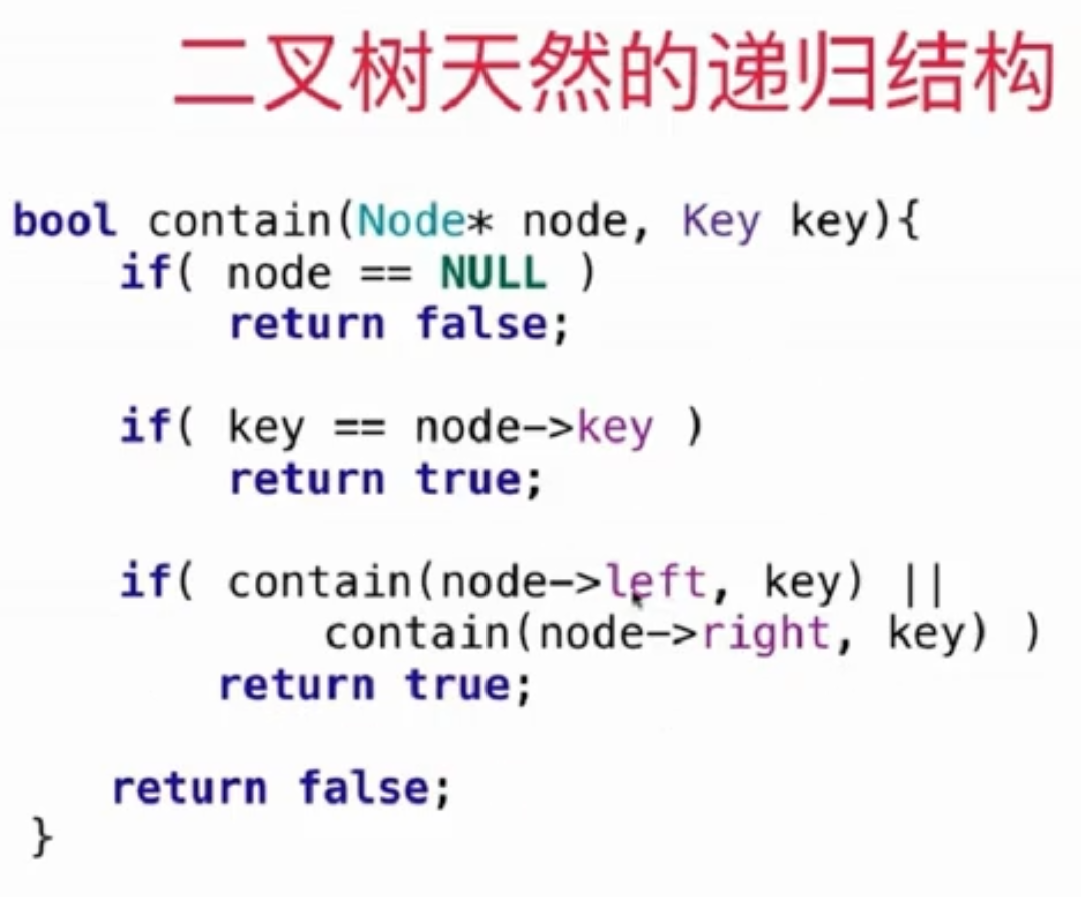 二叉树天然的递归结构
bool contain(Node* node, Key key){
if( node == NULL )
return false;
if( key == node->key )
return true;
if( contain(node->left, key) ||
contain(node->right, key) )
return true;
return false;
}